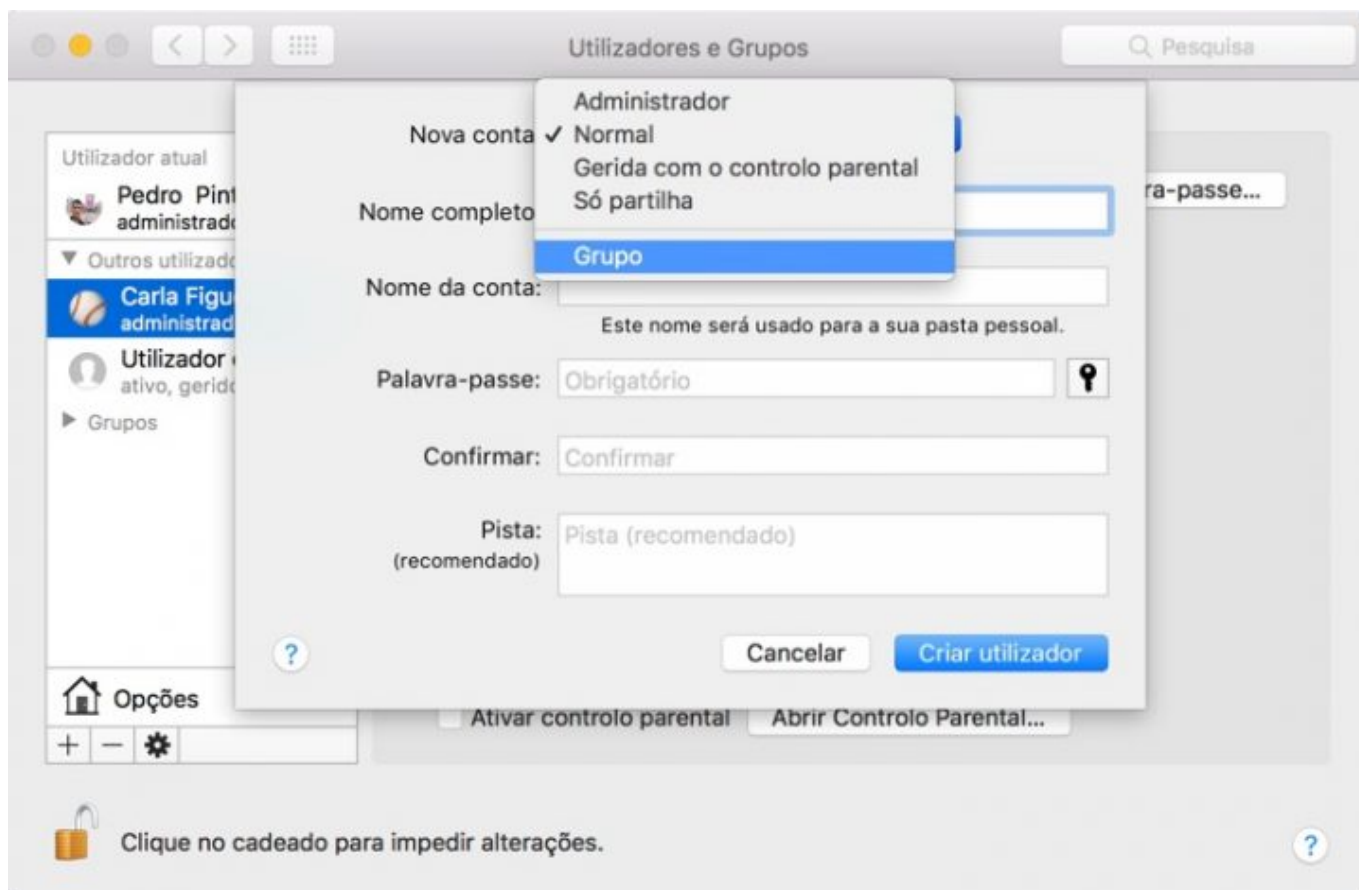 Utilizadores e Grupos
Pesquisa
Administrador
Nova conta ✓ Normal
Gerida com o controlo parental
Só partilha
Grupo
Utilizador atual
Pedro
administrad
Outros utilizad
Carla
administrad
Utilizador
ativo,
Grupos
Nome completo
ra-passe...
Nome da conta:
Este nome será usado para a sua pasta pessoal.
Palavra-passe: Obrigatório
Confirmar: Confirmar
Pista: Pista (recomendado)
(recomendado)
? Cancelar Criar utilizador
Opções
Ativar controlo parental Abrir Controlo Parental...
+ −
Clique no cadeado para impedir alterações. ?